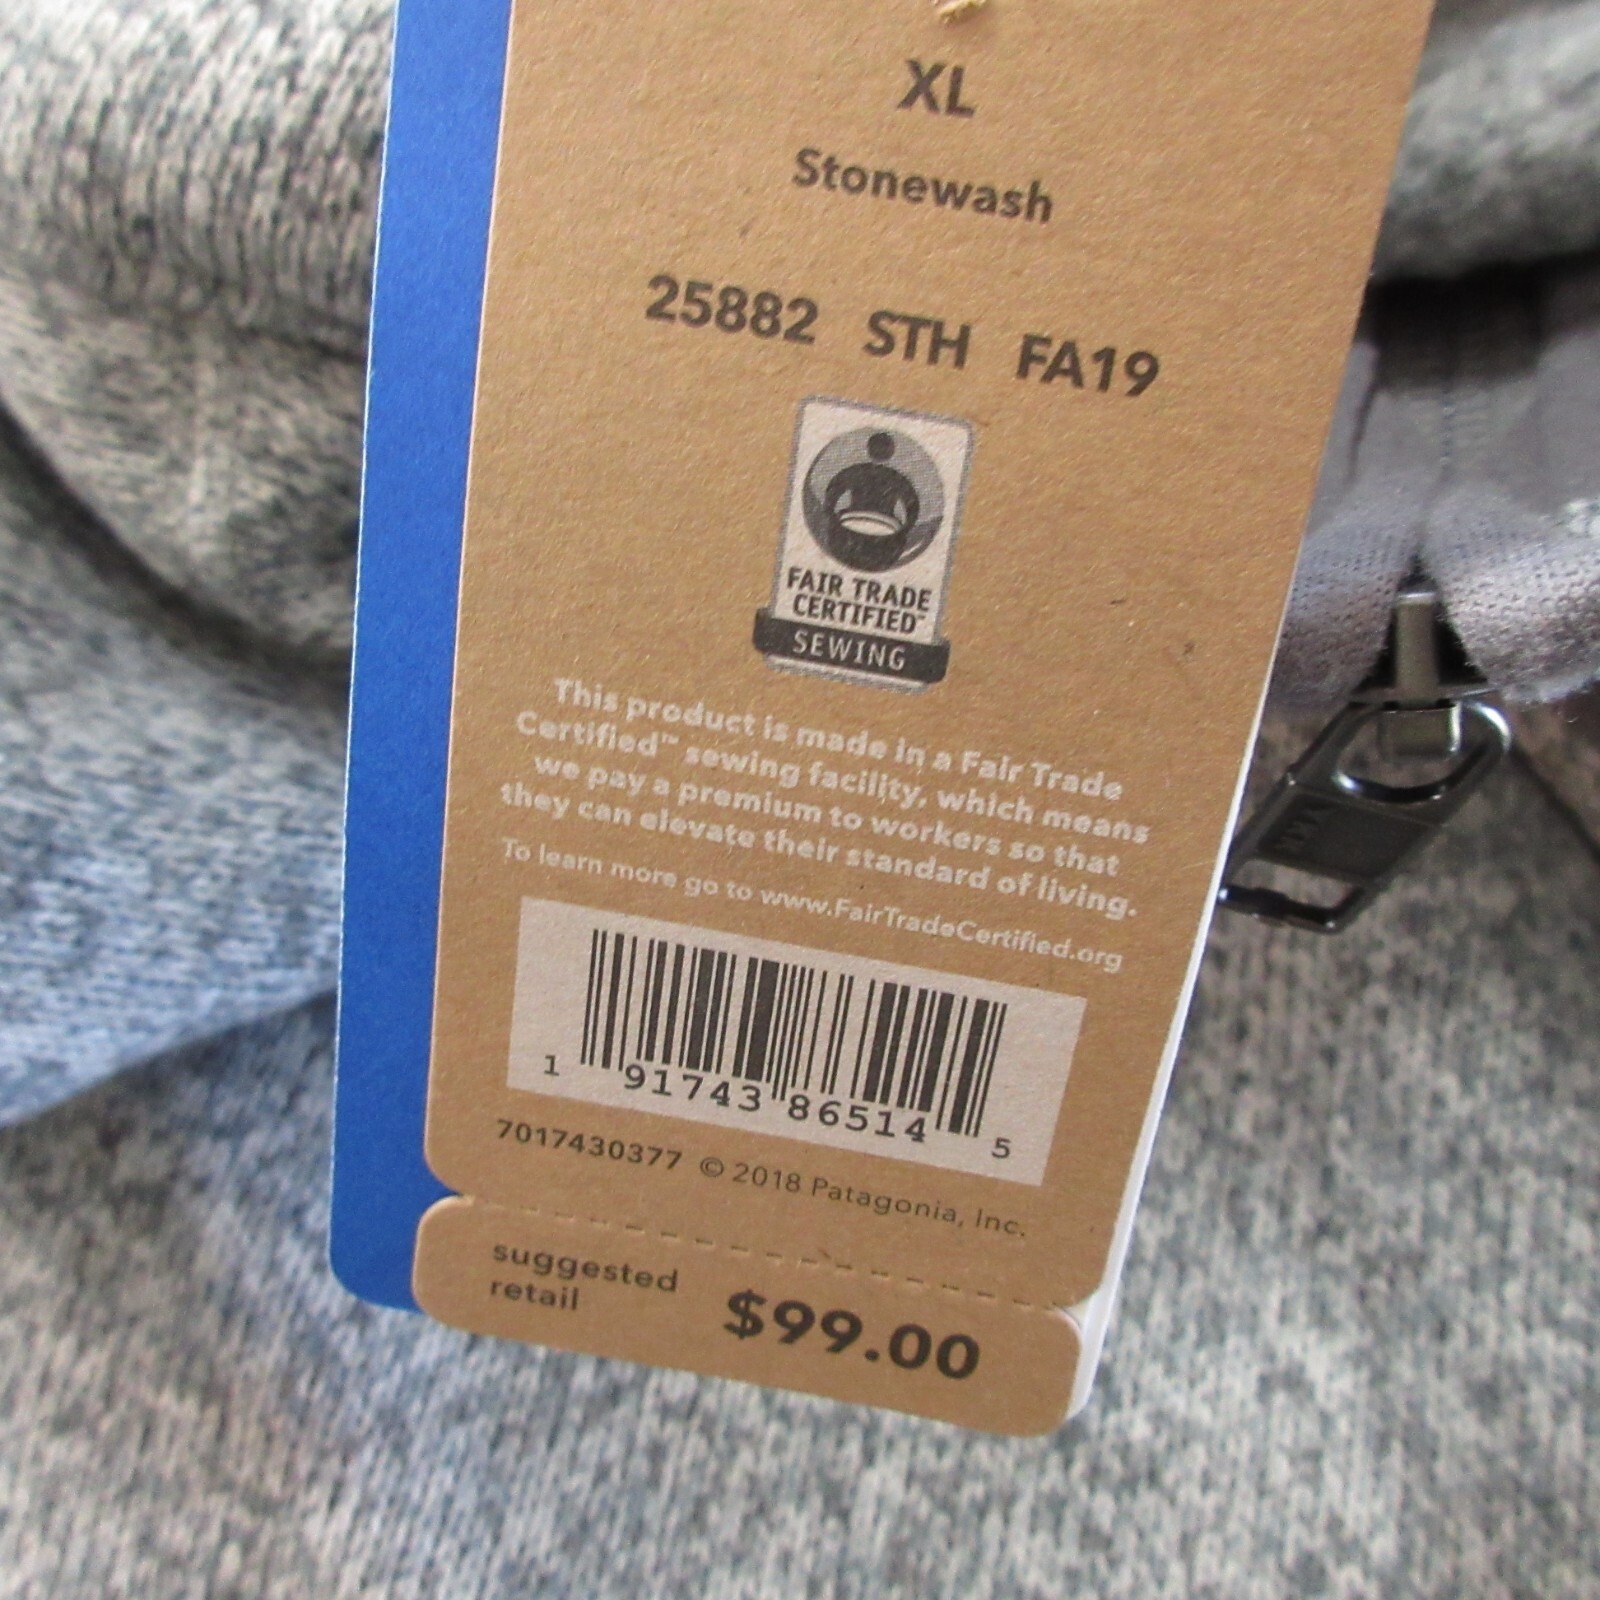 XL
Stonewash
25882 STH FA19
FAIR TRADE
CERTIFIED™
SEWING
This product is made in a Fair Trade
Certified™ sewing facility, which means
we pay a premium to workers so that
they can elevate their standard of living.
To learn more go to www.FairTradeCertified.org
1 91743 86514 5
7017430377 © 2018 Patagonia, Inc.
suggested
retail
$99.00
YKK